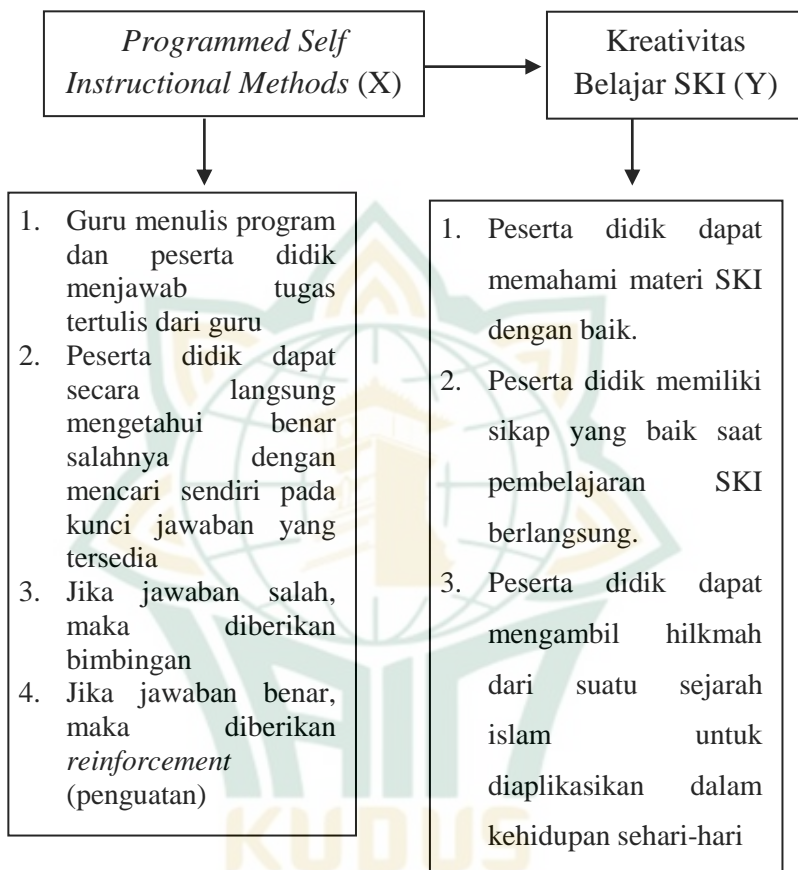 Programmed Self
Instructional Methods (X)
Kreativitas
Belajar SKI (Y)
1. Guru menulis program
dan peserta didik
menjawab tugas
tertulis dari guru
2. Peserta didik dapat
secara langsung
mengetahui benar
salahnya dengan
mencari sendiri pada
kunci jawaban yang
tersedia
3. Jika jawaban salah,
maka diberikan
bimbingan
4. Jika jawaban benar,
maka diberikan
reinforcement
(penguatan)
1. Peserta didik dapat
memahami materi SKI
dengan baik.
2. Peserta didik memiliki
sikap yang baik saat
pembelajaran SKI
berlangsung.
3. Peserta didik dapat
mengambil hilkmah
dari suatu sejarah
islam untuk
diaplikasikan dalam
kehidupan sehari-hari
KUDUS